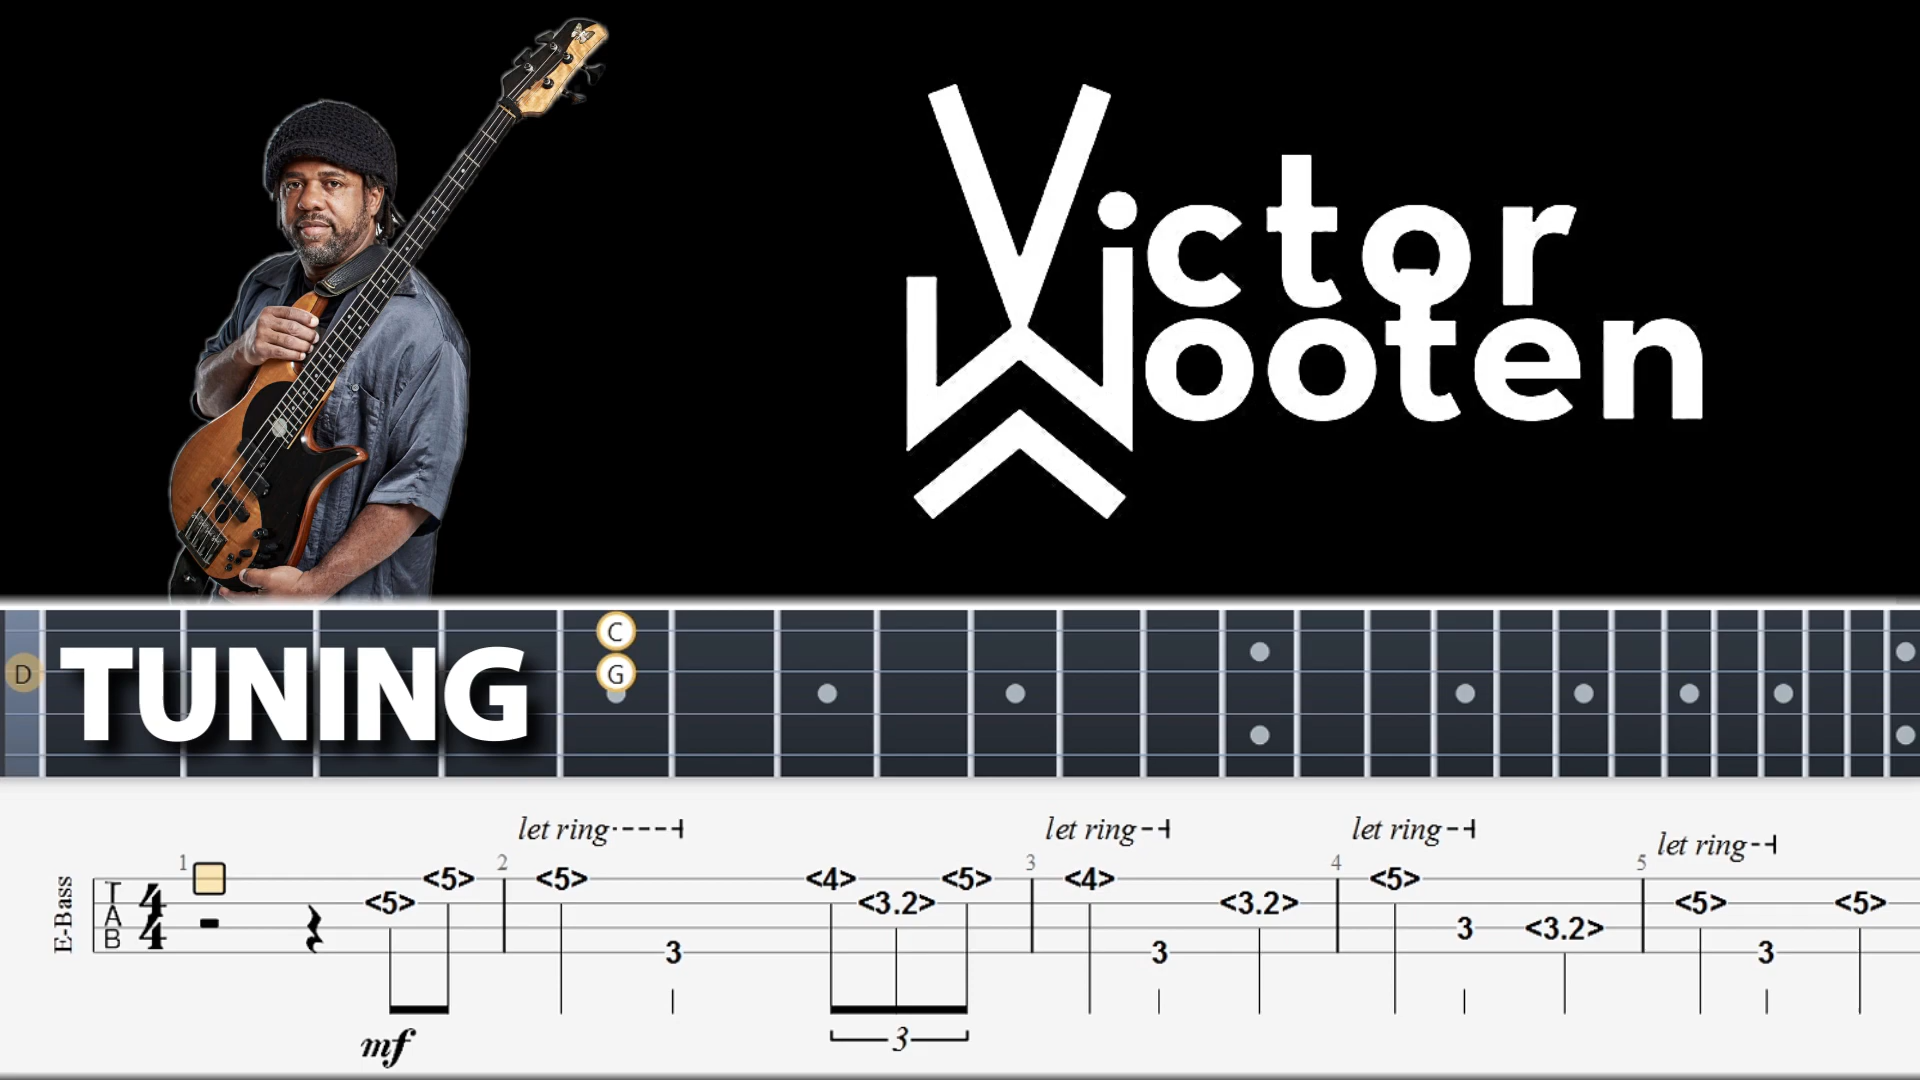 Victor
Wooten
C
D
G
TUNING
let ring
let ring
let ring
let ring
1
2
3
4
5
E-Bass
TAB
4
4
<5>
<5>
<5>
3
<4>
<3.2>
<5>
<4>
3
<3.2>
<5>
3
<3.2>
<5>
3
<5>
mf
3